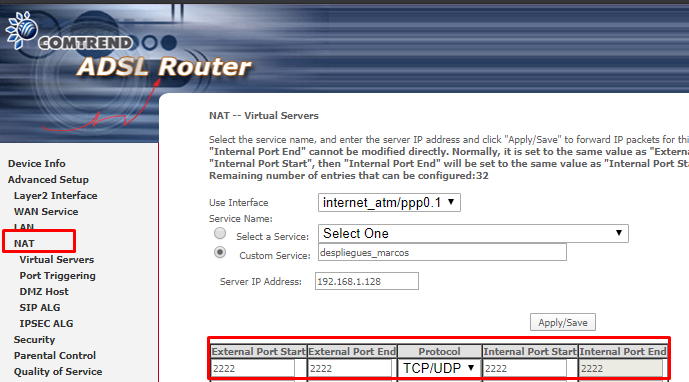 COMTREND
ADSL Router
NAT -- Virtual Servers
Select the service name, and enter the server IP address and click "Apply/Save" to forward IP packets for thi
"Internal Port End" cannot be modified directly. Normally, it is set to the same value as "Externa
"Internal Port Start", then "Internal Port End" will be set to the same value as "Internal Port Sta
Remaining number of entries that can be configured:32
Use Interface
internet_atm/ppp0.1
Service Name:
Select a Service:
Select One
Custom Service:
despliegues_marcos
Server IP Address:
192.168.1.128
Apply/Save
External Port Start External Port End Protocol Internal Port Start Internal Port End
2222 2222 TCP/UDP 2222 2222
Device Info
Advanced Setup
Layer2 Interface
WAN Service
LAN
NAT
Virtual Servers
Port Triggering
DMZ Host
SIP ALG
IPSEC ALG
Security
Parental Control
Quality of Service